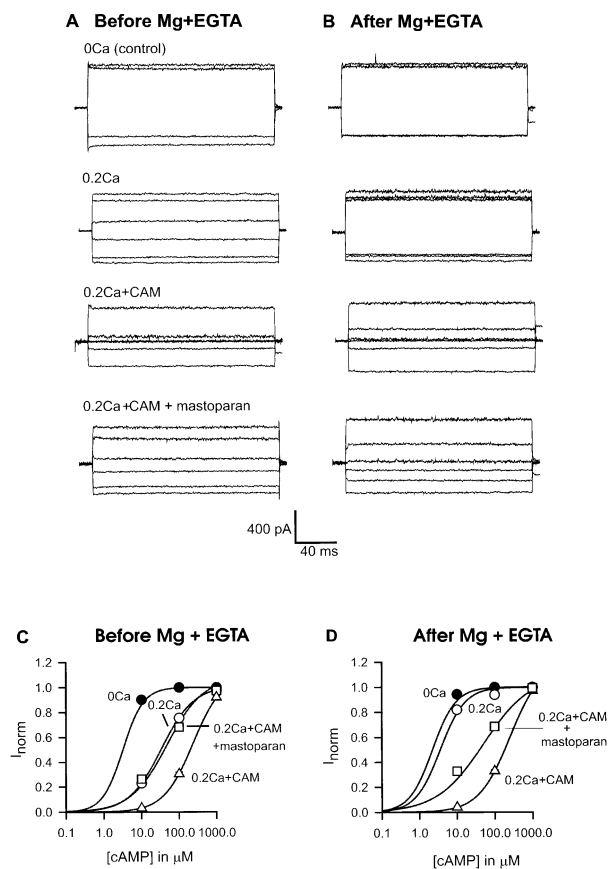 A Before Mg+EGTA
B After Mg+EGTA
0Ca (control)
0.2Ca
0.2Ca+CAM
0.2Ca+CAM + mastoparan
400 pA
40 ms
C Before Mg + EGTA
1.2
1.0
0.8
0.6
0.4
0.2
0.0
Inorm
0Ca
0.2Ca
0.2Ca+CAM
+mastoparan
0.2Ca+CAM
0.1 1.0 10.0 100.0 1000.0
[cAMP] in μM
D After Mg + EGTA
1.2
1.0
0.8
0.6
0.4
0.2
0.0
Inorm
0Ca
0.2Ca
0.2Ca+CAM
+
mastoparan
0.2Ca+CAM
0.1 1.0 10.0 100.0 1000.0
[cAMP] in μM